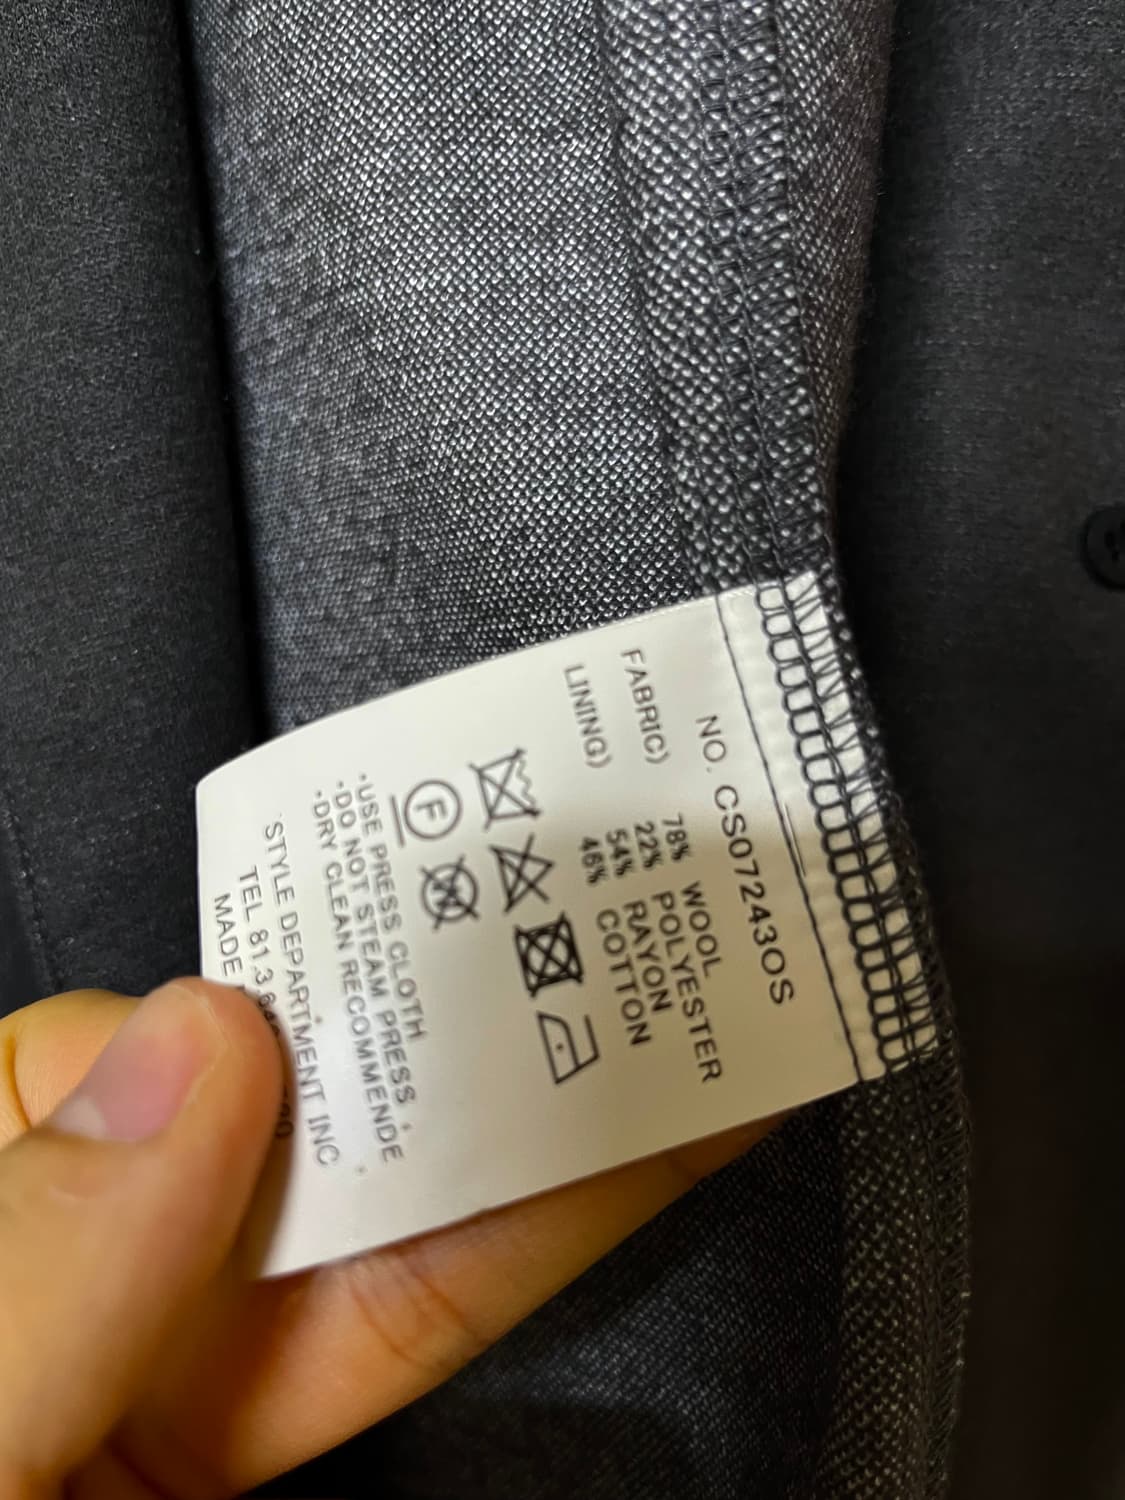 NO. CS07243OS
FABRIC) 78% WOOL
22% POLYESTER
LINING) 54% RAYON
46% COTTON
F
·USE PRESS CLOTH
·DO NOT STEAM PRESS.
·DRY CLEAN RECOMMENDE
STYLE DEPARTMENT INC
TEL 81.3
MADE